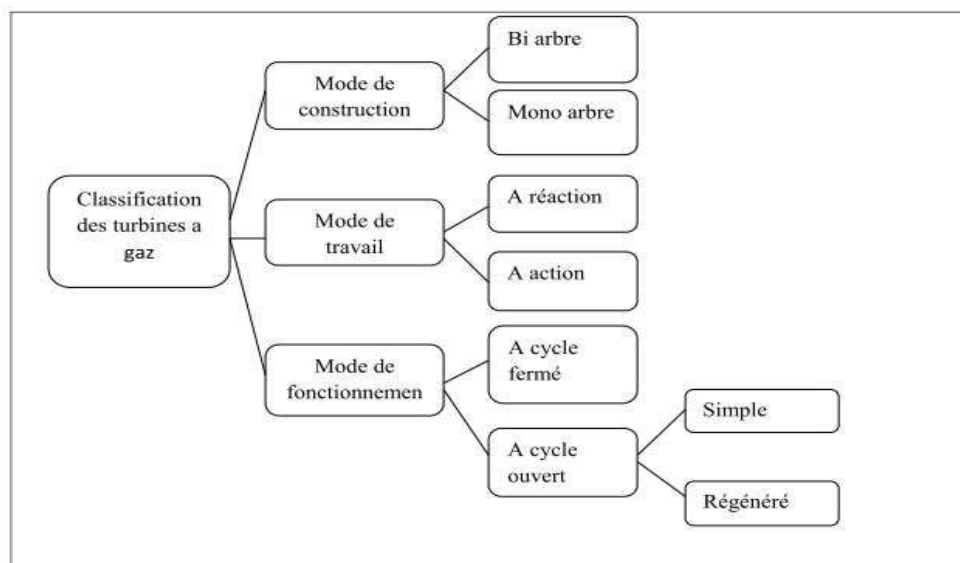 Classification
des turbines a
gaz
Mode de
construction
Bi arbre
Mono arbre
Mode de
travail
A réaction
A action
Mode de
fonctionnemen
A cycle
fermé
A cycle
ouvert
Simple
Régénéré